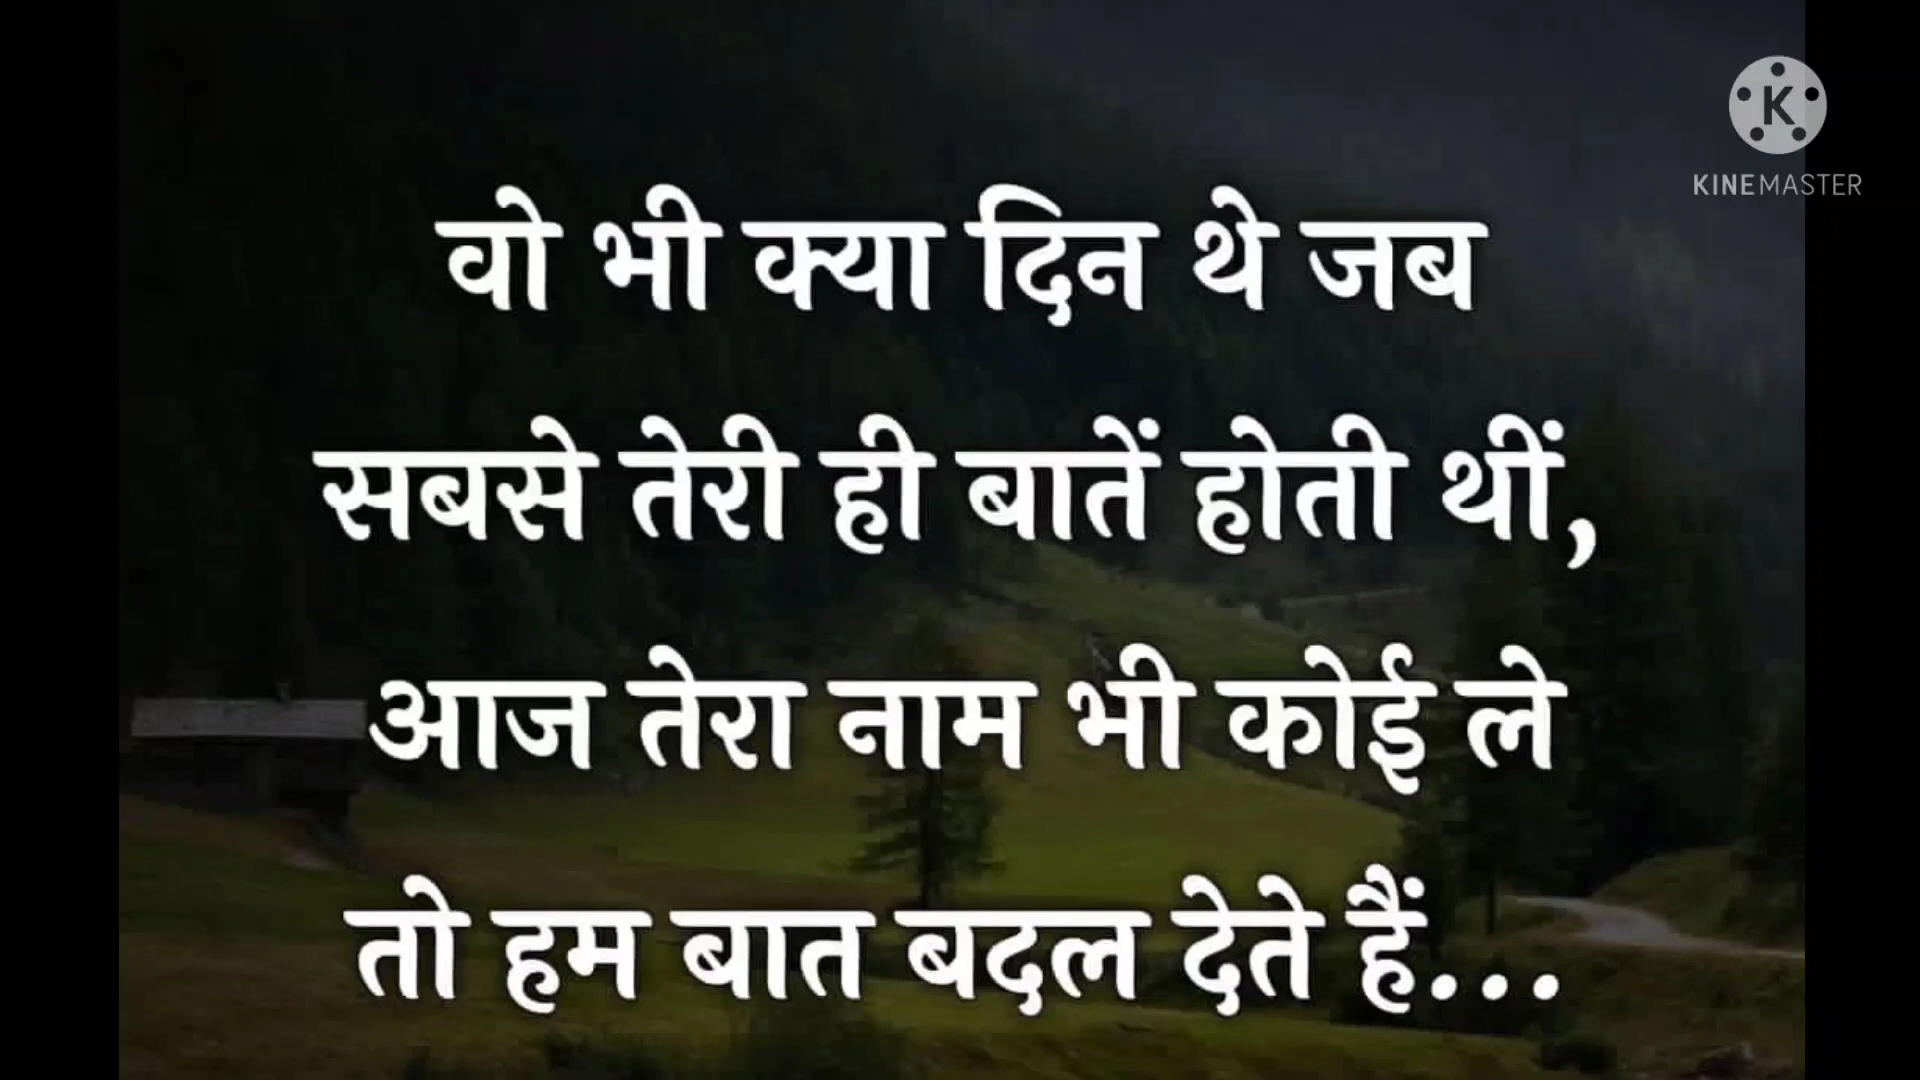 KINEMASTER
वो भी क्या दिन थे जब
सबसे तेरी ही बातें होती थीं,
आज तेरा नाम भी कोई ले
तो हम बात बदल देते हैं...